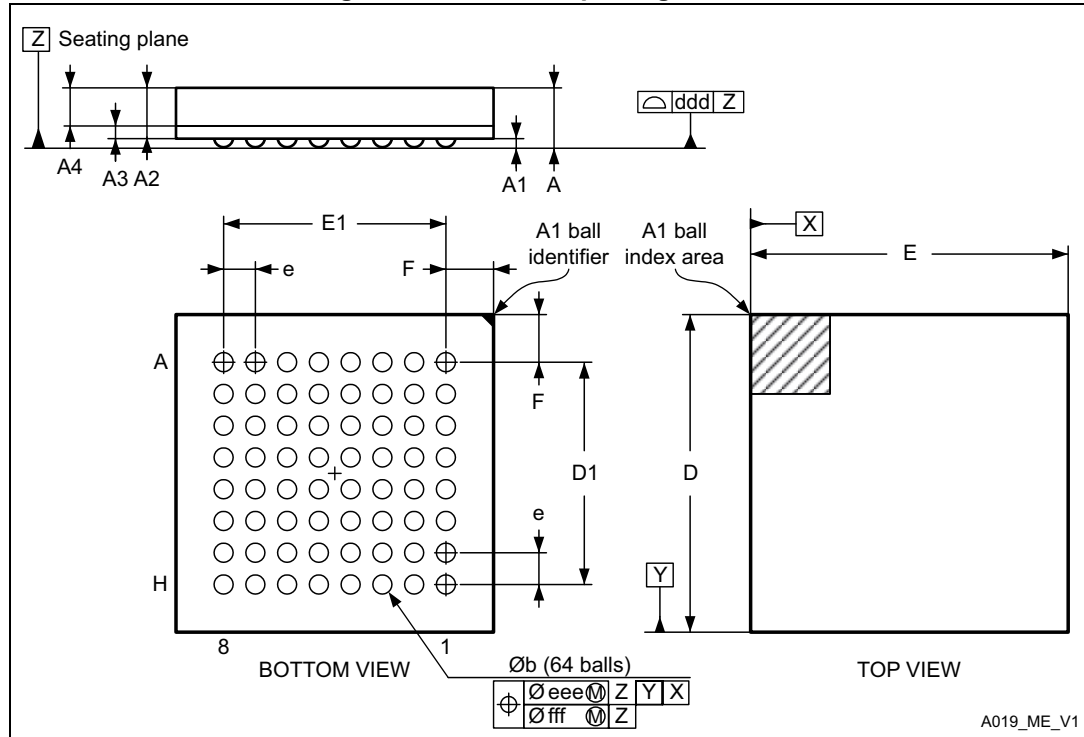 Z Seating plane
ddd Z
A4
A3 A2
A1
A
E1
e
F
A1 ball
identifier
A1 ball
index area
X
E
A
F
D1
D
e
H
Y
8
1
BOTTOM VIEW
Øb (64 balls)
TOP VIEW
Ø eee Ⓜ Z Y X
Ø fff Ⓜ Z
A019_ME_V1